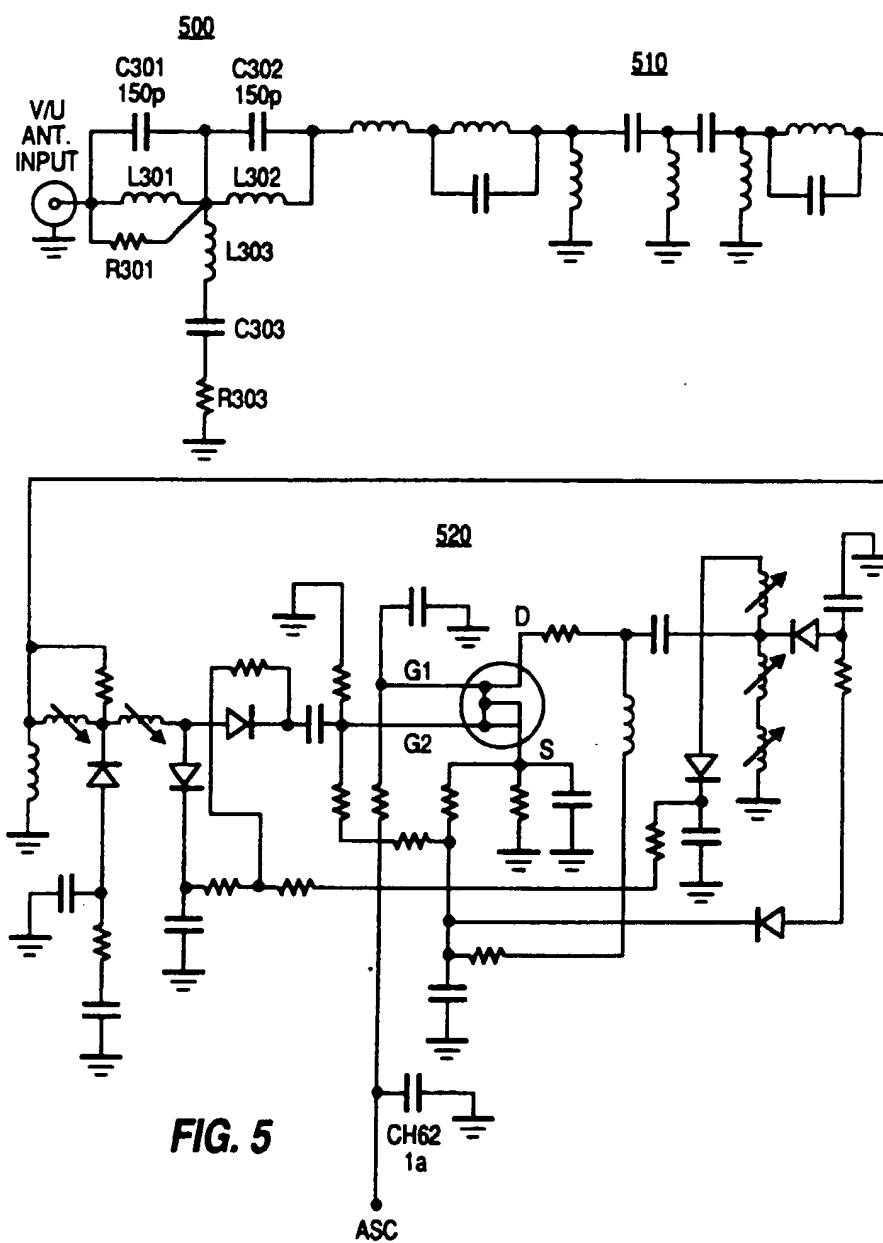 500
C301
150p
C302
150p
510
V/U
ANT.
INPUT
L301
L302
R301
L303
C303
R303
520
D
G1
G2
S
FIG. 5
CH62
1a
ASC